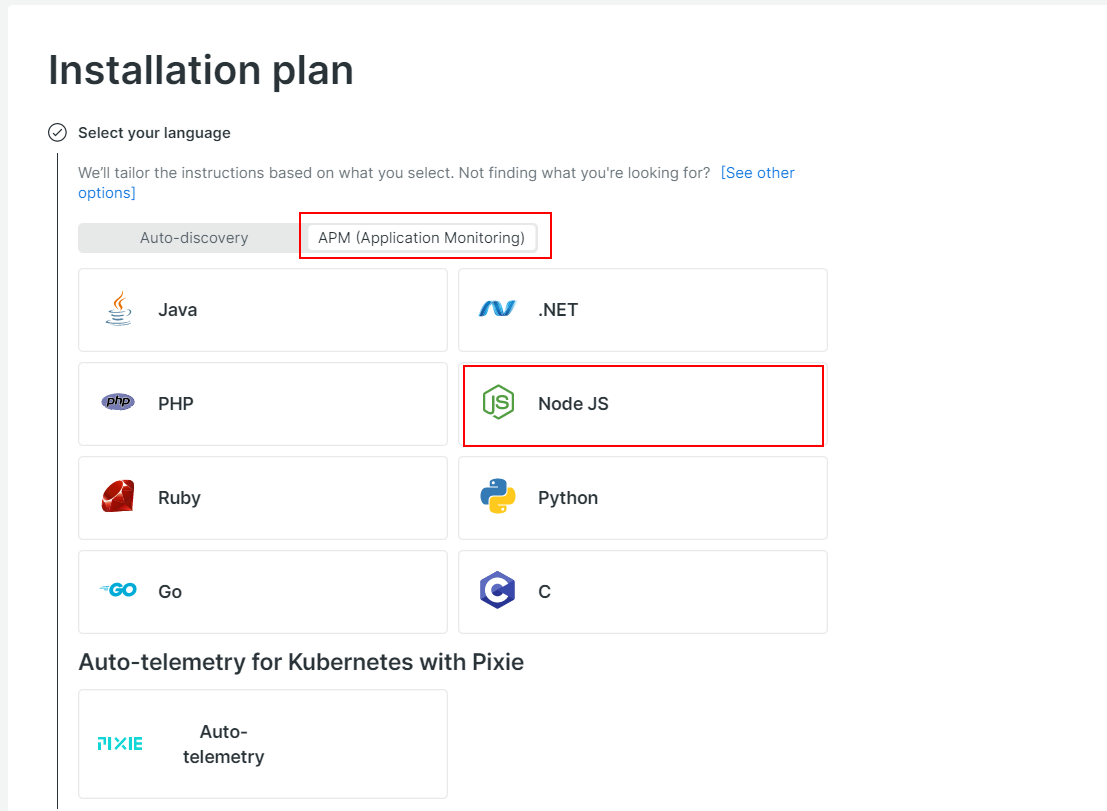 Installation plan
Select your language
We'll tailor the instructions based on what you select. Not finding what you're looking for? [See other
options]
Auto-discovery APM (Application Monitoring)
Java .NET
php PHP JS Node JS
Ruby Python
GO Go C C
Auto-telemetry for Kubernetes with Pixie
PIXIE Auto-
telemetry